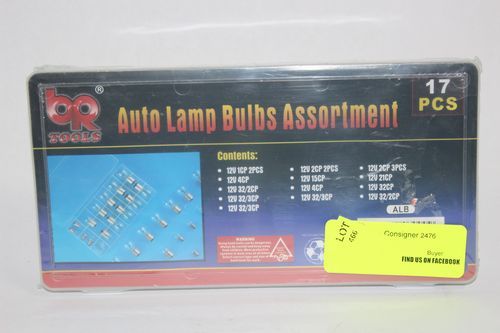 BR
TOOLS
®
Auto Lamp Bulbs Assortment
17
PCS
Contents:
12V 1CP 2PCS
12V 4CP
12V 32/2CP
12V 32/3CP
12V 32/3CP
12V 2CP 2PCS
12V 15CP
12V 4CP
12V 32/3CP
12V 2CP 3PCS
12V 21CP
12V 32CP
12V 32/2CP
ALB
LOT
466
Consigner 2476
Buyer
FIND US ON FACEBOOK